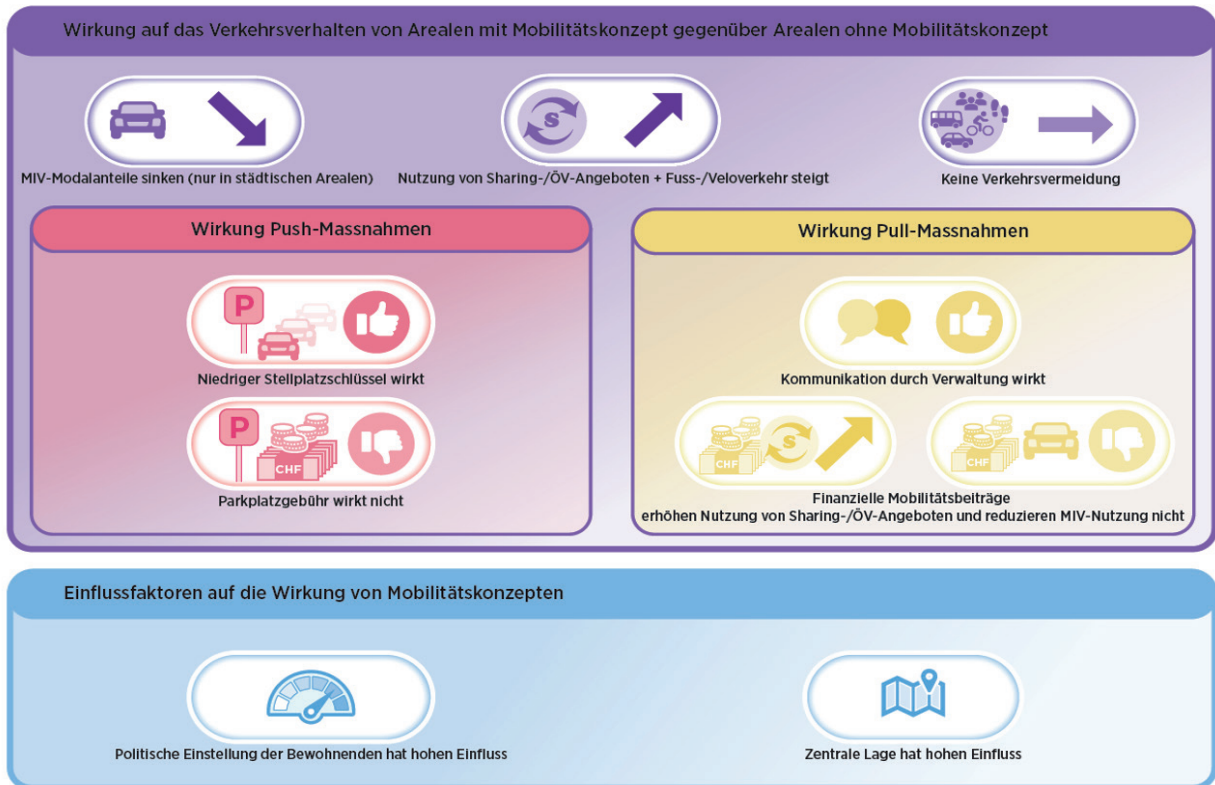 Wirkung auf das Verkehrsverhalten von Arealen mit Mobilitätskonzept gegenüber Arealen ohne Mobilitätskonzept
S
MIV-Modalanteile sinken (nur in städtischen Arealen)
Nutzung von Sharing-/ÖV-Angeboten + Fuss-/Veloverkehr steigt
Keine Verkehrsvermeidung
Wirkung Push-Massnahmen
P
Niedriger Stellplatzschlüssel wirkt
P
CHF
Parkplatzgebühr wirkt nicht
Wirkung Pull-Massnahmen
Kommunikation durch Verwaltung wirkt
CHF
S
CHF
Finanzielle Mobilitätsbeiträge
erhöhen Nutzung von Sharing-/ÖV-Angeboten und reduzieren MIV-Nutzung nicht
Einflussfaktoren auf die Wirkung von Mobilitätskonzepten
Politische Einstellung der Bewohnenden hat hohen Einfluss
Zentrale Lage hat hohen Einfluss